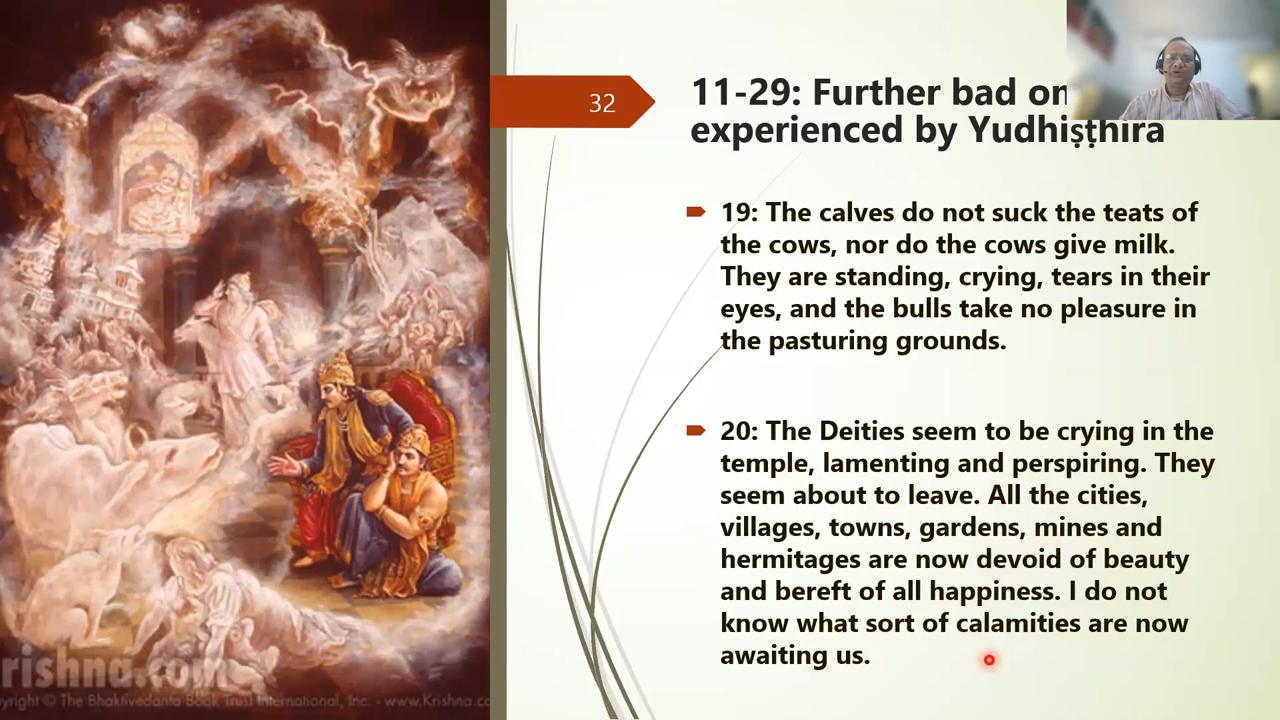 32
11-29: Further bad
experienced by Yudhiṣṭhira
19: The calves do not suck the teats of
the cows, nor do the cows give milk.
They are standing, crying, tears in their
eyes, and the bulls take no pleasure in
the pasturing grounds.
20: The Deities seem to be crying in the
temple, lamenting and perspiring. They
seem about to leave. All the cities,
villages, towns, gardens, mines and
hermitages are now devoid of beauty
and bereft of all happiness. I do not
know what sort of calamities are now
awaiting us.
rishna.com
yright © The Bhaktivedanta Book Trust International, Inc. - www.Krishna.co